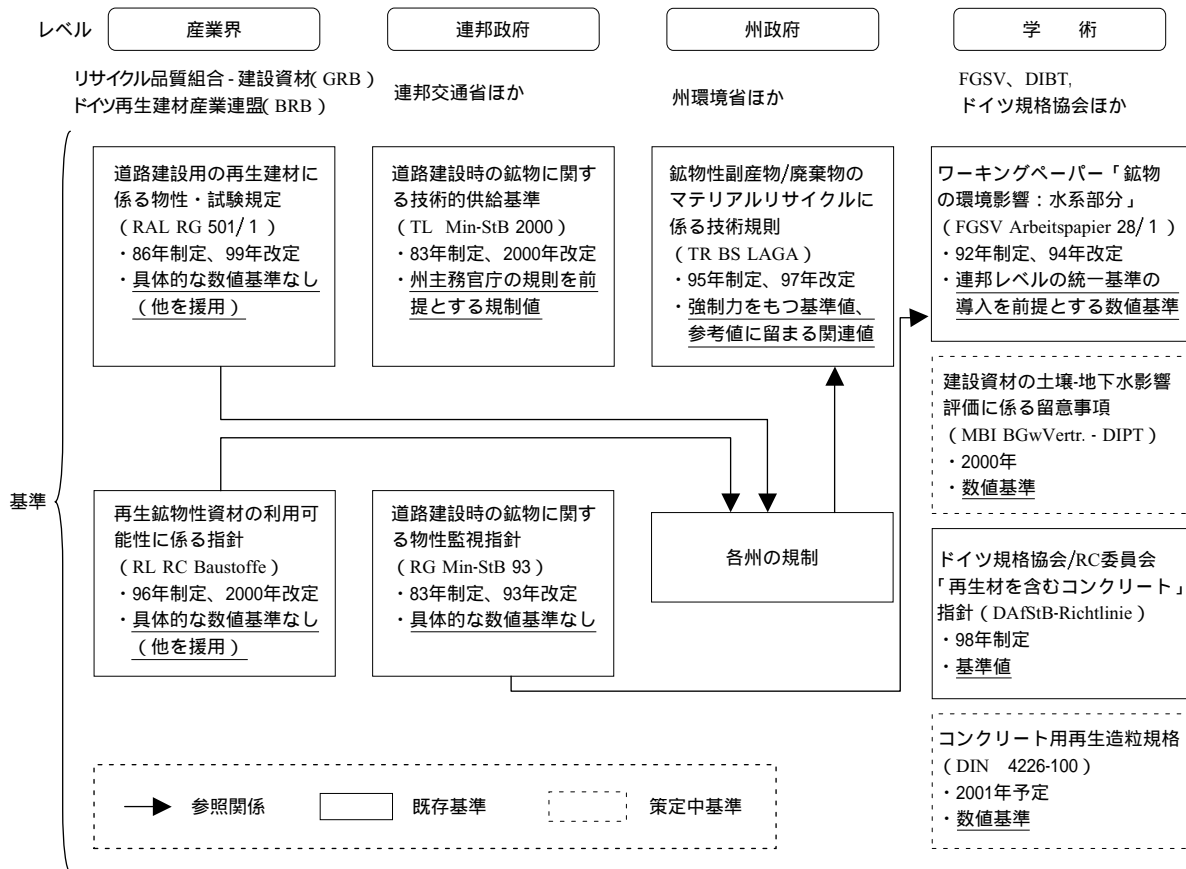 レベル
産業界
連邦政府
州政府
学　術
リサイクル品質組合 - 建設資材( GRB )
ドイツ再生建材産業連盟( BRB )
連邦交通省ほか
州環境省ほか
FGSV、DIBT,
ドイツ規格協会ほか
基準
道路建設用の再生建材に
係る物性・試験規定
( RAL RG 501/ 1 )
・86年制定、99年改定
・具体的な数値基準なし
( 他を援用 )
道路建設時の鉱物に関す
る技術的供給基準
( TL Min-StB 2000 )
・83年制定、2000年改定
・州主務官庁の規則を前
提とする規制値
鉱物性副産物/廃棄物の
マテリアルリサイクルに
係る技術規則
( TR BS LAGA )
・95年制定、97年改定
・強制力をもつ基準値、
参考値に留まる関連値
ワーキングペーパー「鉱物
の環境影響：水系部分」
( FGSV Arbeitspapier 28/ 1 )
・92年制定、94年改定
・連邦レベルの統一基準の
導入を前提とする数値基準
建設資材の土壌-地下水影響
評価に係る留意事項
( MBI BGwVertr. - DIPT )
・2000年
・数値基準
再生鉱物性資材の利用可
能性に係る指針
( RL RC Baustoffe )
・96年制定、2000年改定
・具体的な数値基準なし
( 他を援用 )
道路建設時の鉱物に関す
る物性監視指針
( RG Min-StB 93 )
・83年制定、93年改定
・具体的な数値基準なし
各州の規制
ドイツ規格協会/RC委員会
「再生材を含むコンクリート」
指針 ( DAfStB-Richtlinie )
・98年制定
・基準値
コンクリート用再生造粒規格
( DIN 4226-100 )
・2001年予定
・数値基準
参照関係
既存基準
策定中基準